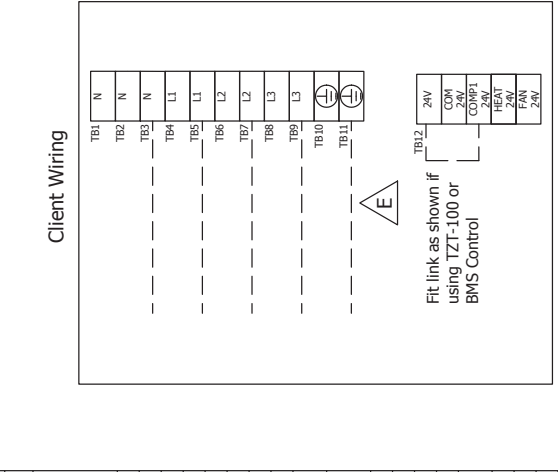 Client Wiring
N
N
N
L1
L1
L2
L2
L3
L3
TB1
TB2
TB3
TB4
TB5
TB6
TB7
TB8
TB9
TB10
TB11
E
24V
COM
24V
COMP1
24V
HEAT
24V
FAN
24V
TB12
Fit link as shown if
using TZT-100 or
BMS Control